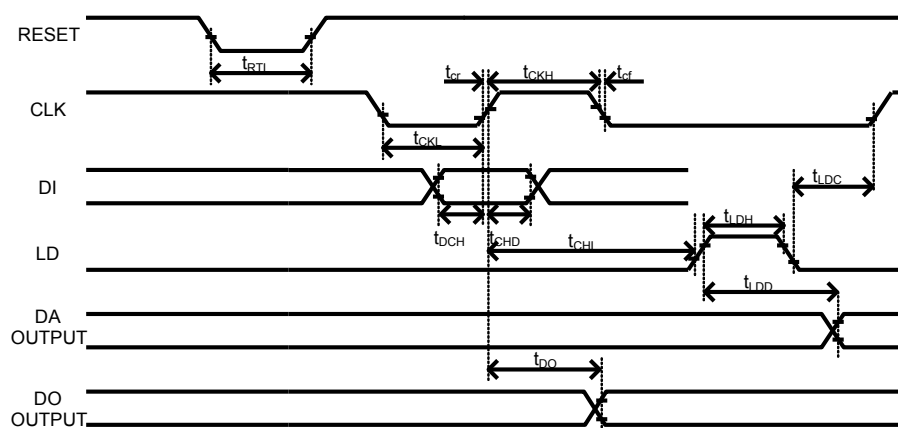 RESET
tRTL
tcr
tCKH
tcf
CLK
tCKL
DI
tLDC
tDCH
tCHD
tLDH
LD
tCHL
tLDD
DA
OUTPUT
tDO
DO
OUTPUT